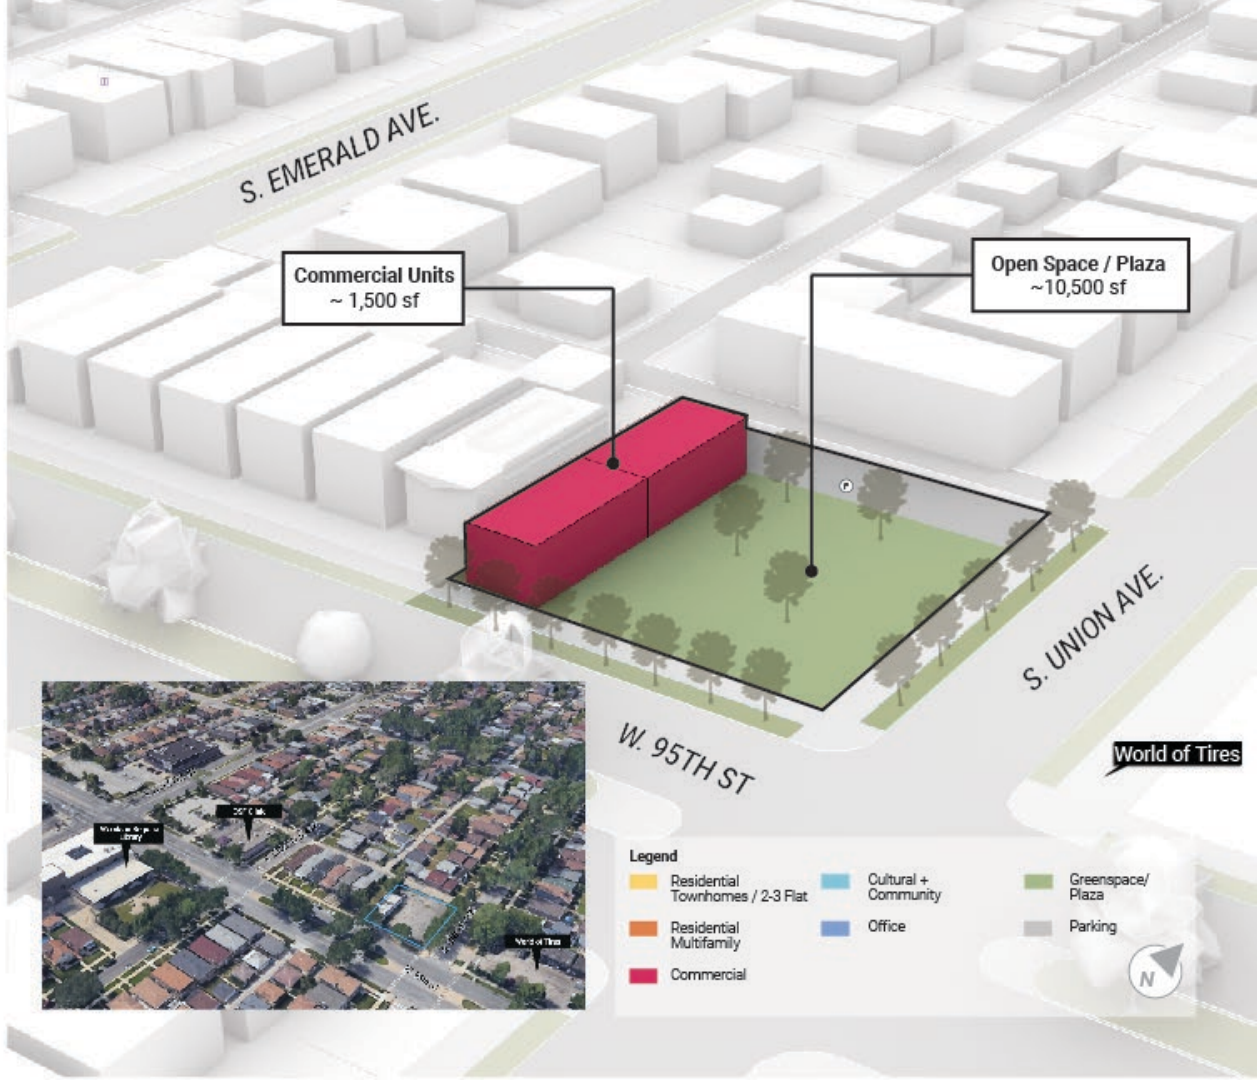 S. EMERALD AVE.
Commercial Units
~ 1,500 sf
Open Space / Plaza
~10,500 sf
P
S. UNION AVE.
W. 95TH ST
World of Tires
Library
World of Tires
Legend
Residential
Townhomes / 2-3 Flat
Residential
Multifamily
Commercial
Cultural +
Community
Office
Greenspace/
Plaza
Parking
N